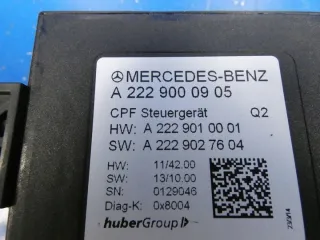 MERCEDES-BENZ
A 222 900 09 05
CPF Steuergerät Q2
HW: A 222 901 00 01
SW: A 222 902 76 04
HW: 11/42.00
SW: 13/10.00
SN: 0129046
Diag-K: 0x8004
huberGroup